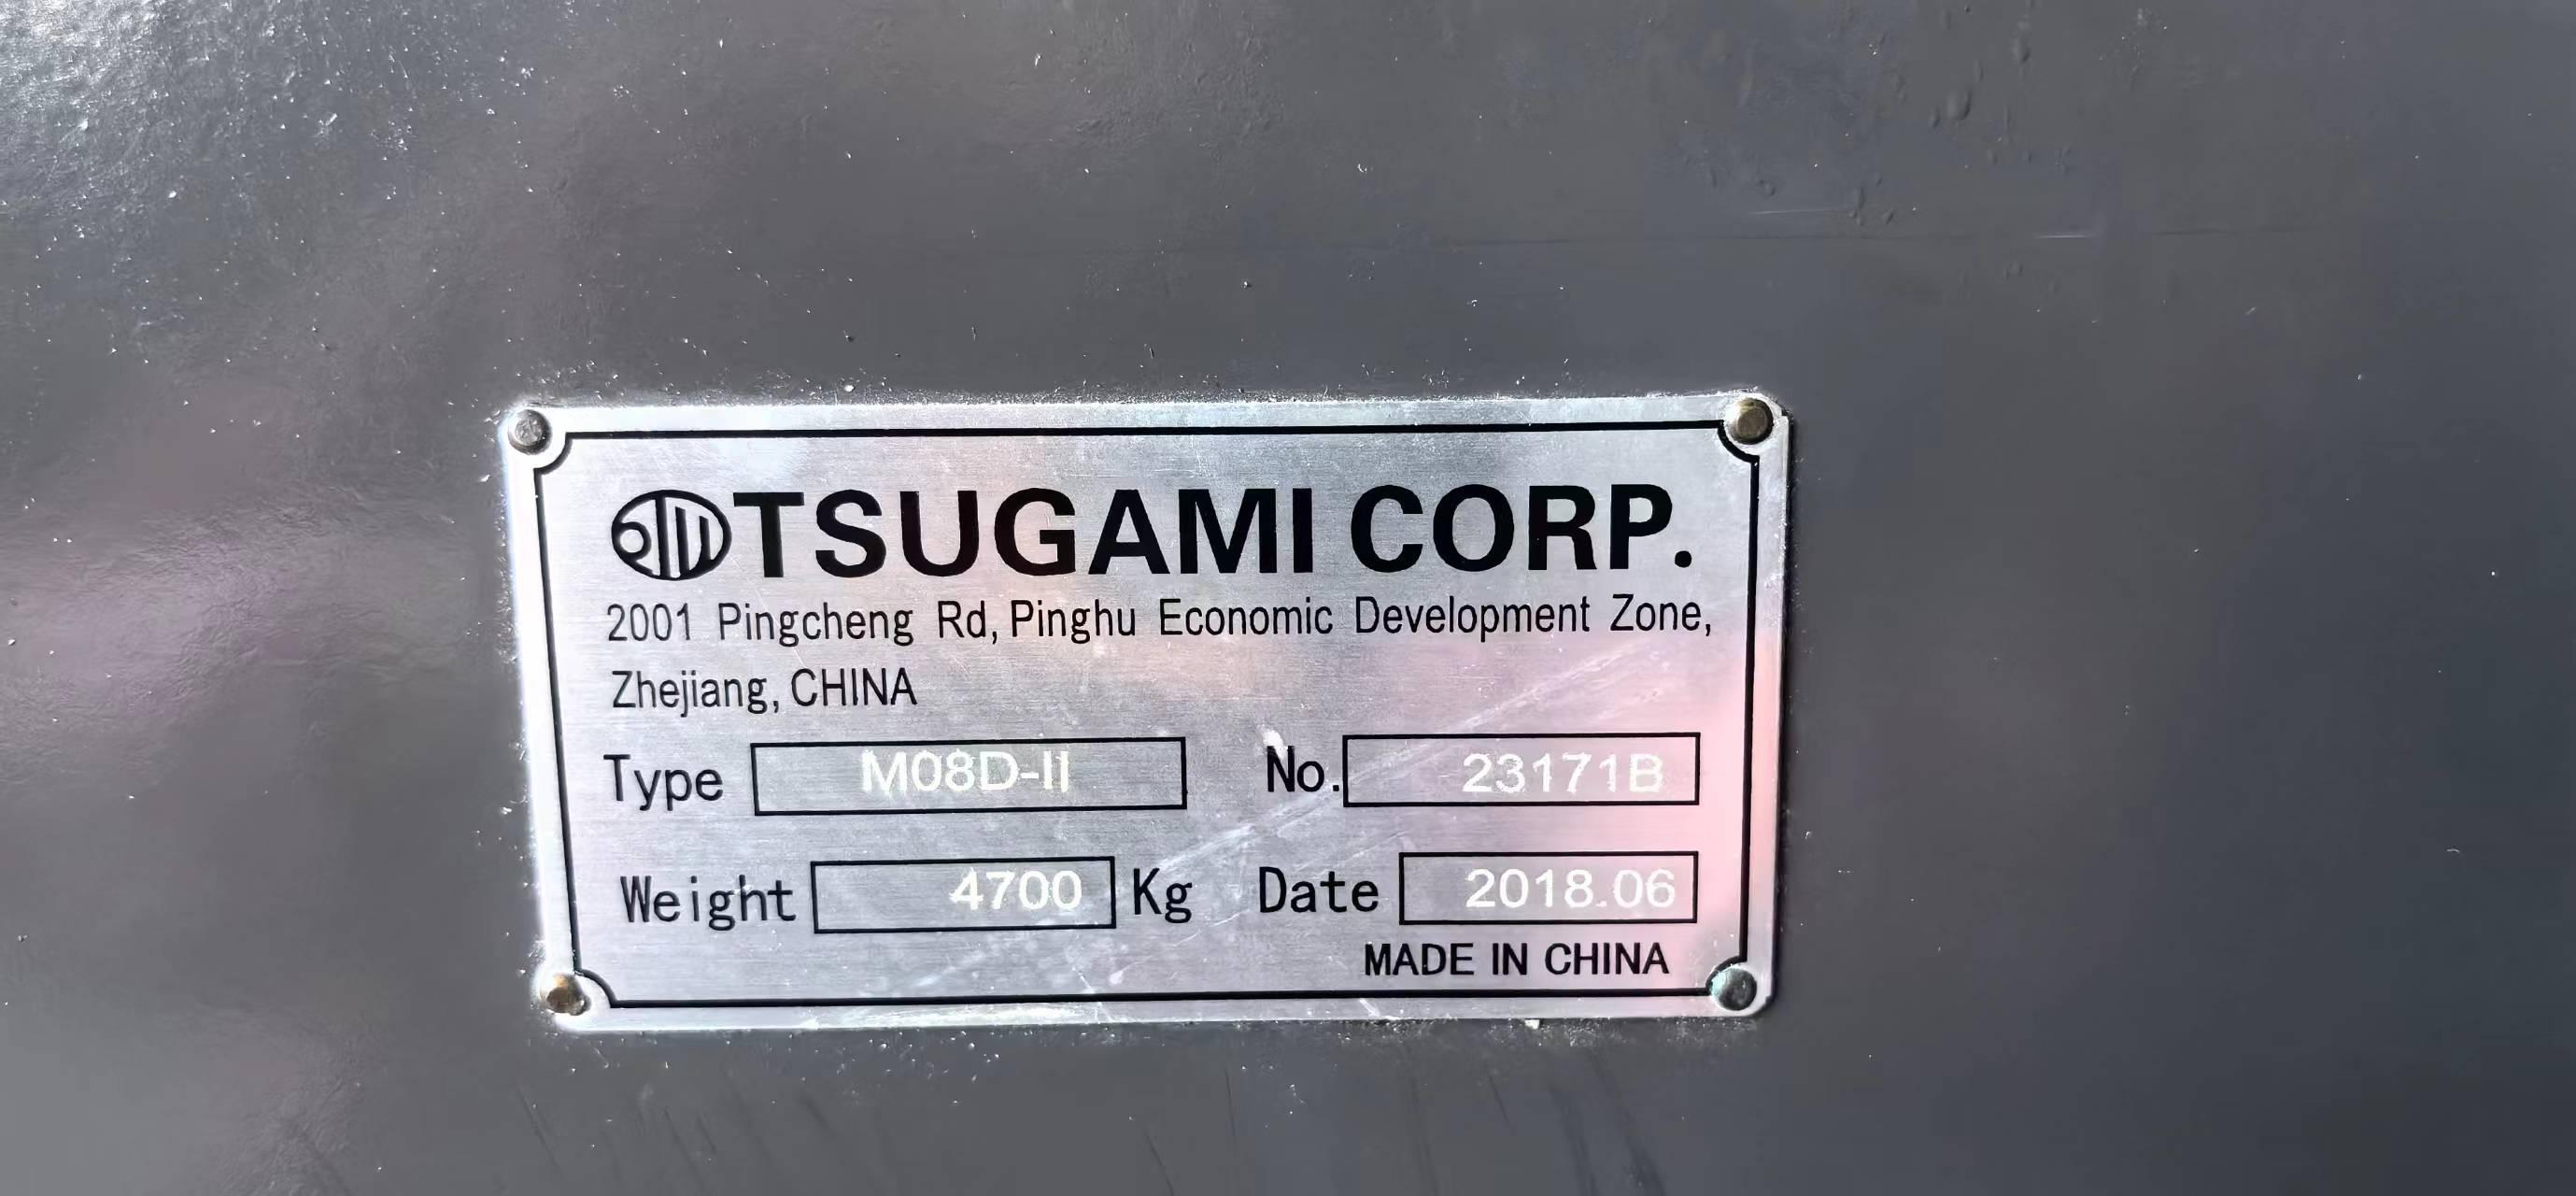 TSUGAMI CORP.
2001 Pingcheng Rd, Pinghu Economic Development Zone,
Zhejiang, CHINA
Type M08D-II No. 23171B
Weight 4700 Kg Date 2018.06
MADE IN CHINA